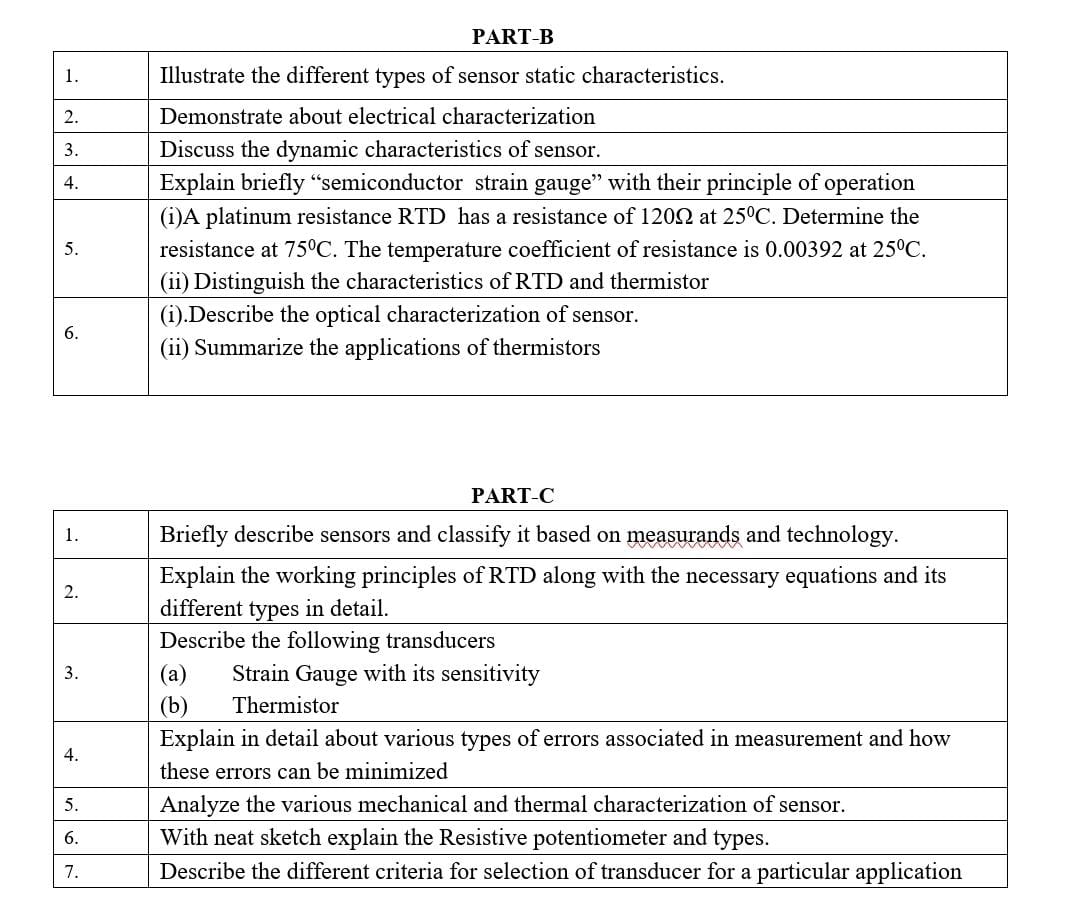 PART-B
1. Illustrate the different types of sensor static characteristics.
2. Demonstrate about electrical characterization
3. Discuss the dynamic characteristics of sensor.
4. Explain briefly “semiconductor strain gauge” with their principle of operation
(i)A platinum resistance RTD has a resistance of 120Ω at 25⁰C. Determine the
5. resistance at 75⁰C. The temperature coefficient of resistance is 0.00392 at 25⁰C.
(ii) Distinguish the characteristics of RTD and thermistor
6. (i).Describe the optical characterization of sensor.
(ii) Summarize the applications of thermistors
PART-C
1. Briefly describe sensors and classify it based on measurands and technology.
2. Explain the working principles of RTD along with the necessary equations and its
different types in detail.
Describe the following transducers
3. (a) Strain Gauge with its sensitivity
(b) Thermistor
4. Explain in detail about various types of errors associated in measurement and how
these errors can be minimized
5. Analyze the various mechanical and thermal characterization of sensor.
6. With neat sketch explain the Resistive potentiometer and types.
7. Describe the different criteria for selection of transducer for a particular application